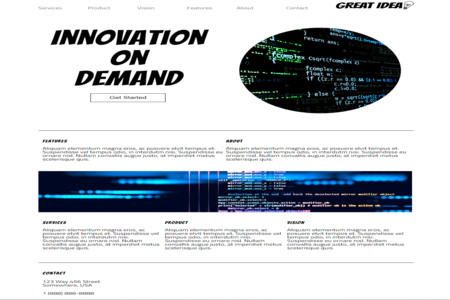 Services Product Vision Features About Contact GREAT IDEA!
INNOVATION
ON
DEMAND
Get Started
FEATURES
Aliquam elementum magna eros, ac posuere elvit tempus et.
Suspendisse vel tempus odio, in interdutm nisi. Suspendisse eu
ornare nisl. Nullam convallis augue justo, at imperdiet metus
scelerisque quis.
ABOUT
Aliquam elementum magna eros, ac posuere elvit tempus et.
Suspendisse vel tempus odio, in interdutm nisi. Suspendisse eu
ornare nisl. Nullam convallis augue justo, at imperdiet metus
scelerisque quis.
SERVICES
Aliquam elementum magna eros, ac
posuere elvit tempus et. Suspendisse vel
tempus odio, in interdutm nisi.
Suspendisse eu ornare nisl. Nullam
convallis augue justo, at imperdiet metus
scelerisque quis.
PRODUCT
Aliquam elementum magna eros, ac
posuere elvit tempus et. Suspendisse vel
tempus odio, in interdutm nisi.
Suspendisse eu ornare nisl. Nullam
convallis augue justo, at imperdiet metus
scelerisque quis.
VISION
Aliquam elementum magna eros, ac
posuere elvit tempus et. Suspendisse vel
tempus odio, in interdutm nisi.
Suspendisse eu ornare nisl. Nullam
convallis augue justo, at imperdiet metus
scelerisque quis.
CONTACT
123 Way 456 Street
Somewhere, USA
1 (888) 888-8888